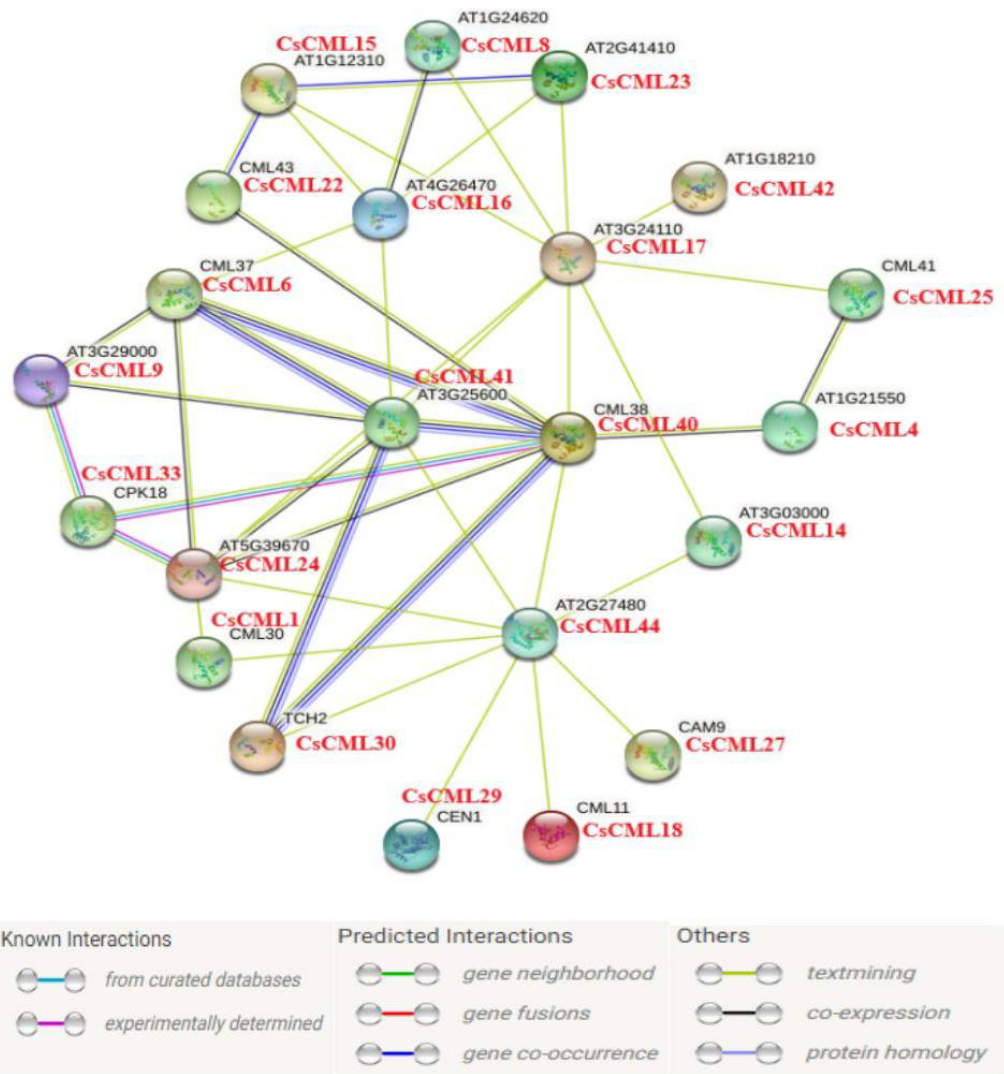 AT1G24620
CsCML15
CsCML8
AT1G12310
AT2G41410
CsCML23
CML43
CsCML22
AT4G26470
CsCML16
AT1G18210
CsCML42
AT3G24110
CsCML17
CML37
CsCML6
CML41
CsCML25
AT3G29000
CsCML9
CsCML41
AT3G25600
CML38
CsCML40
AT1G21550
CsCML4
CsCML33
CPK18
AT3G03000
CsCML14
AT5G39670
CsCML24
CsCML1
CML30
AT2G27480
CsCML44
TCH2
CsCML30
CAM9
CsCML27
CsCML29
CEN1
CML11
CsCML18
Known Interactions
from curated databases
experimentally determined
Predicted Interactions
gene neighborhood
gene fusions
gene co-occurrence
Others
textmining
co-expression
protein homology